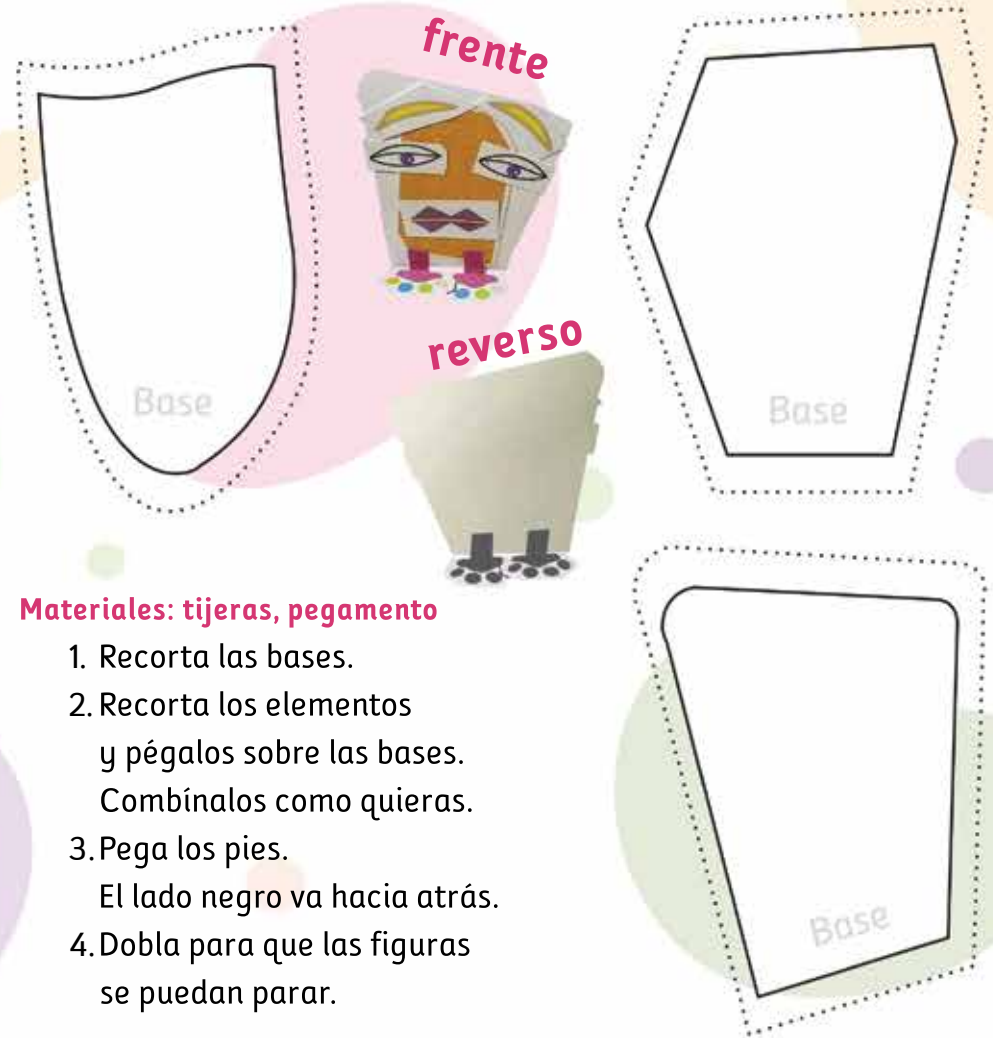 frente
reverso
Base
Base
Materiales: tijeras, pegamento
1. Recorta las bases.
2. Recorta los elementos
y pégalos sobre las bases.
Combínalos como quieras.
3. Pega los pies.
El lado negro va hacia atrás.
4. Dobla para que las figuras
se puedan parar.
Base